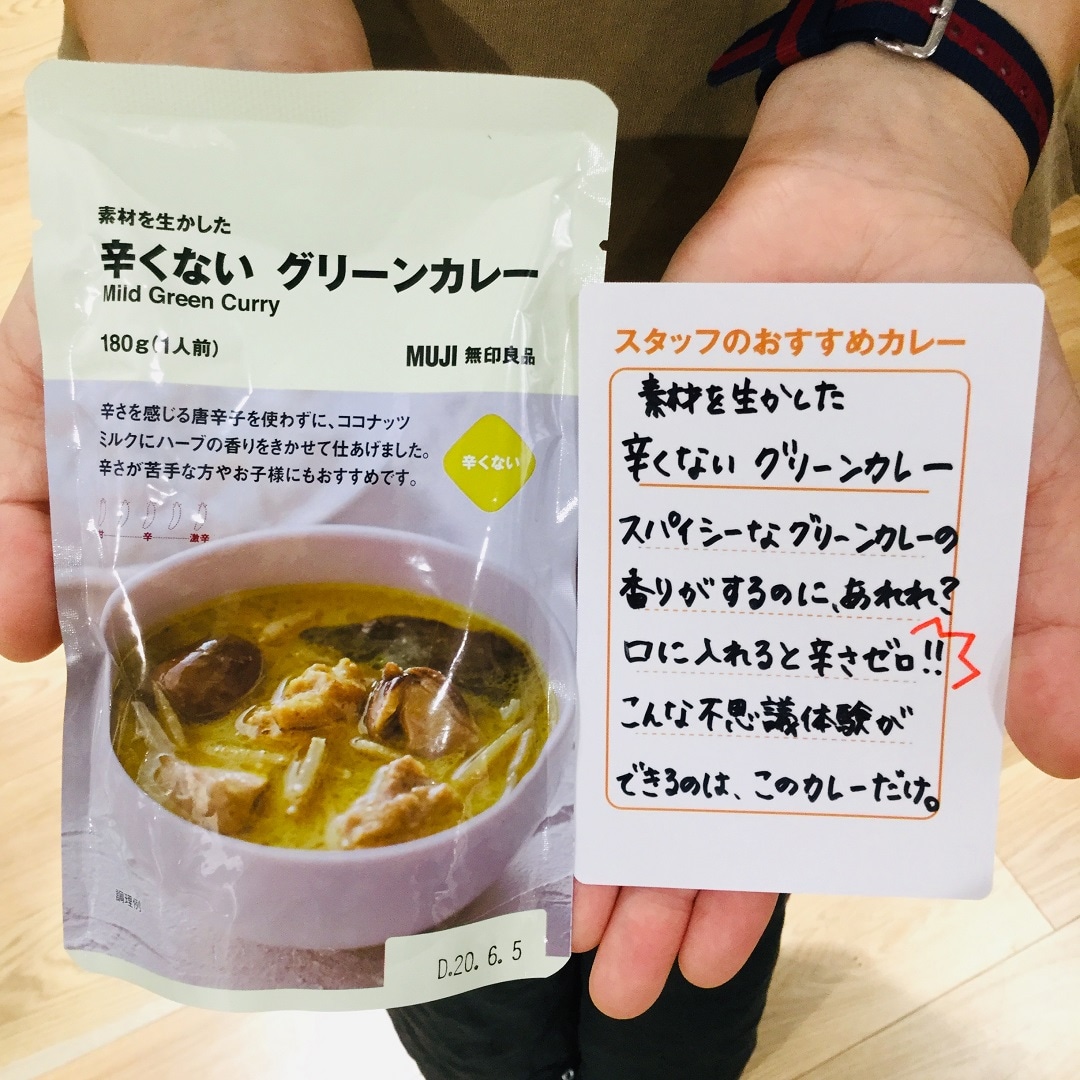 素材を生かした
辛くない グリーンカレー
Mild Green Curry
180g(1人前)
MUJI 無印良品
辛さを感じる唐辛子を使わずに、ココナッツ
ミルクにハーブの香りをきかせて仕あげました。
辛さが苦手な方やお子様にもおすすめです。
辛くない
辛 激辛
調理例
D.20. 6. 5
スタッフのおすすめカレー
素材を生かした
辛くない グリーンカレー
スパイシーなグリーンカレーの
香りがするのに、あれれ?
口に入れると辛さゼロ!!
こんな不思議体験が
できるのは、このカレーだけ。